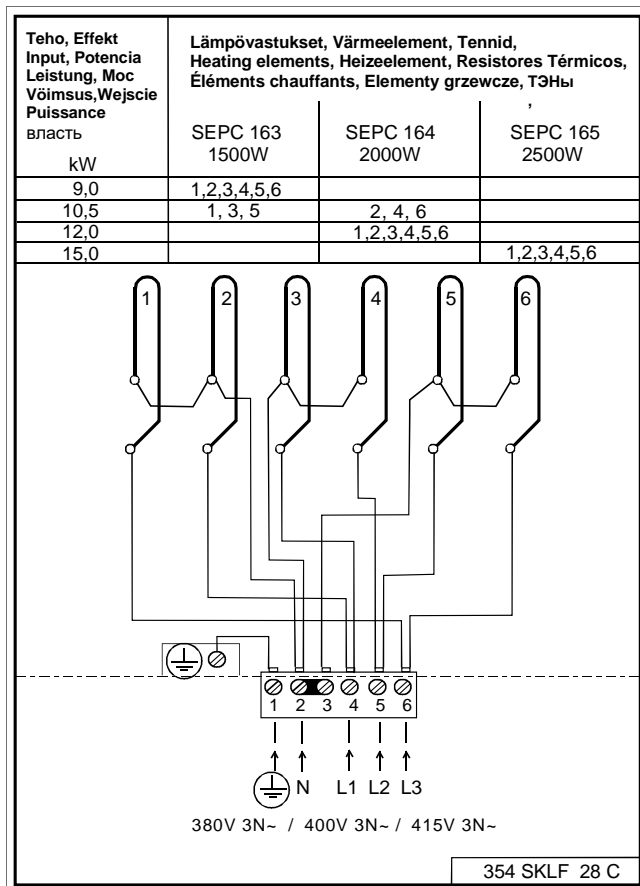 Teho, Effekt
Input, Potencia
Leistung, Moc
Vöimsus,Wejscie
Puissance
власть
kW
Lämpövastukset, Värmeelement, Tennid,
Heating elements, Heizeelement, Resistores Térmicos,
Éléments chauffants, Elementy grzewcze, ТЭНы
,
SEPC 163 SEPC 164 SEPC 165
1500W 2000W 2500W
9,0 1,2,3,4,5,6
10,5 1, 3, 5 2, 4, 6
12,0 1,2,3,4,5,6
15,0 1,2,3,4,5,6
1 2 3 4 5 6
1 2 3 4 5 6
N L1 L2 L3
380V 3N~ / 400V 3N~ / 415V 3N~
354 SKLF 28 C